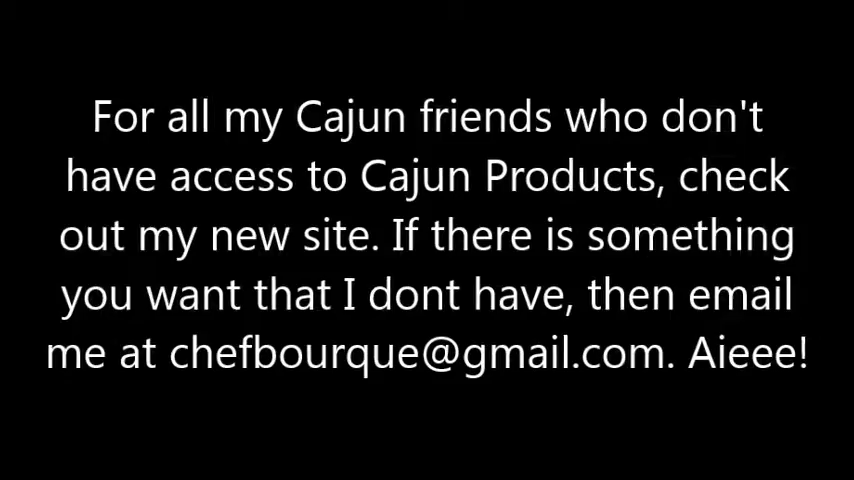 For all my Cajun friends who don't
have access to Cajun Products, check
out my new site. If there is something
you want that I dont have, then email
me at chefbourque@gmail.com. Aieee!